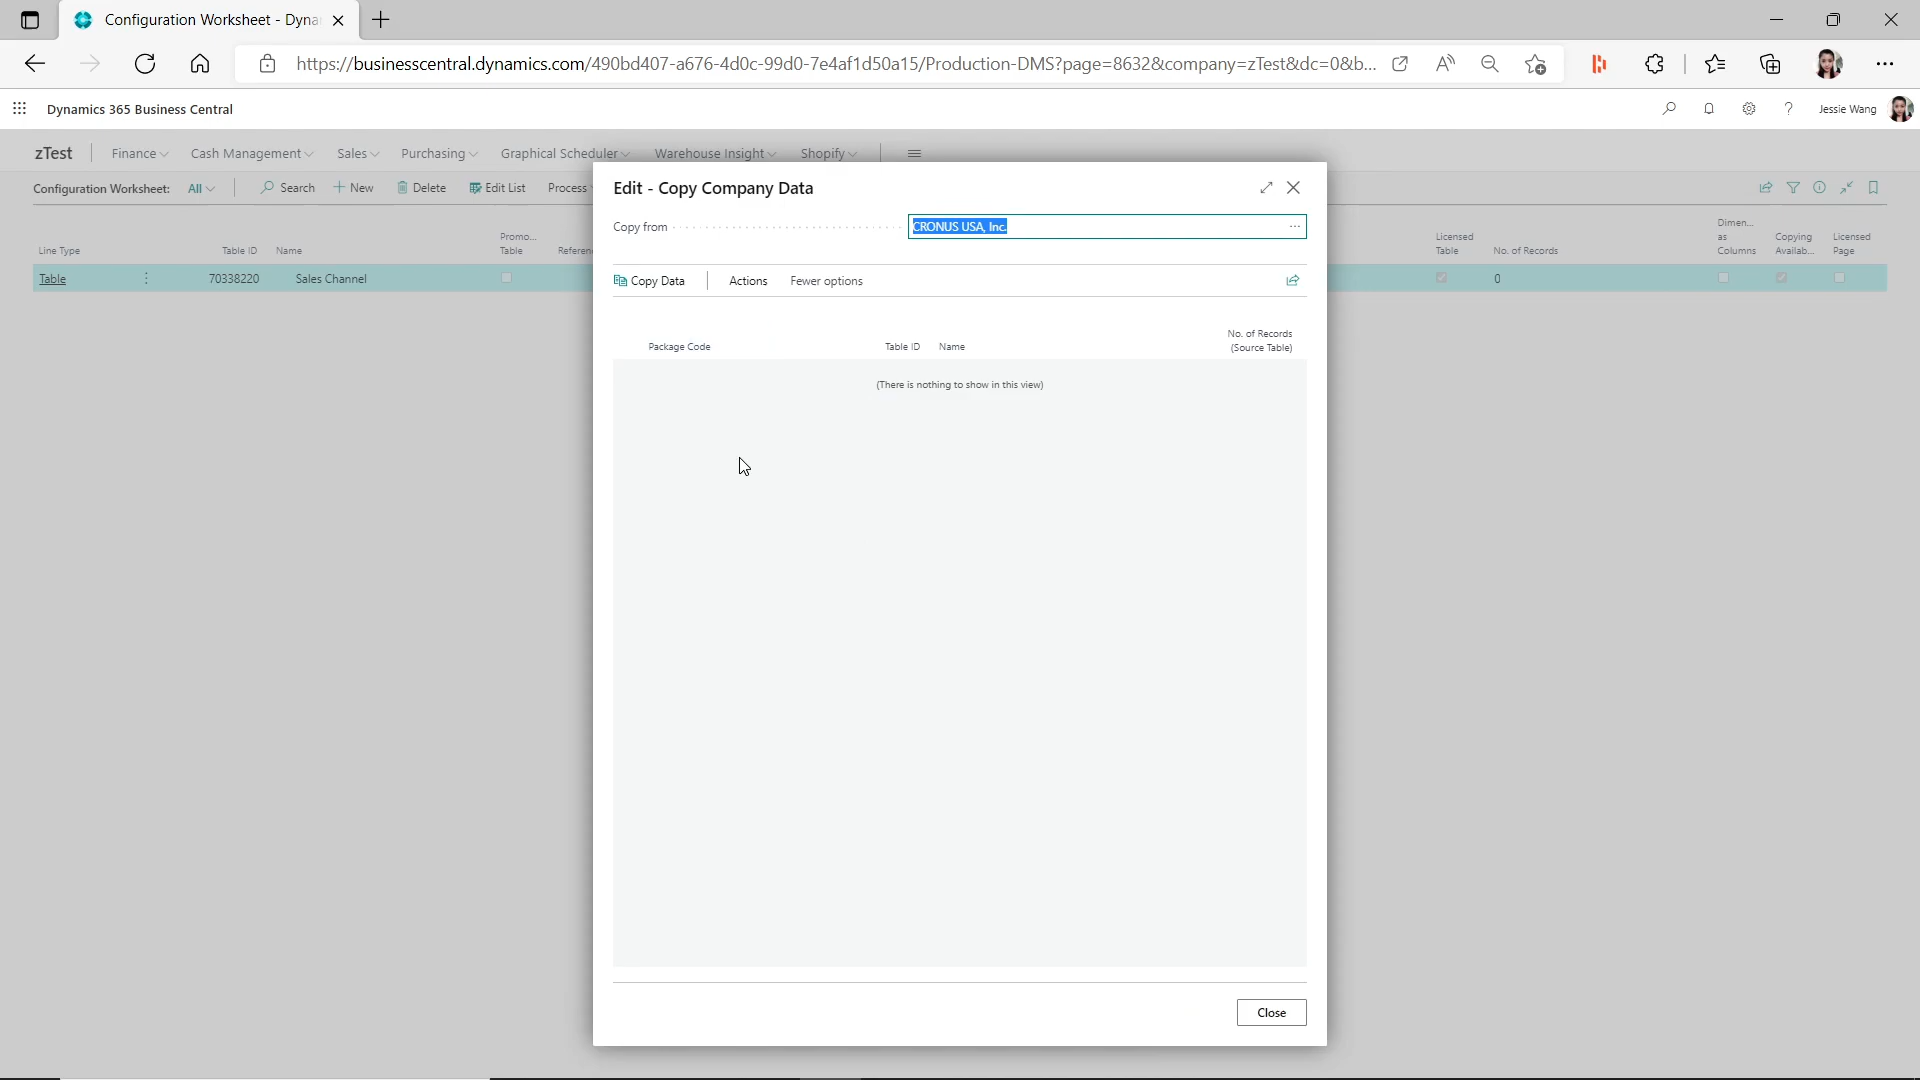 Configuration Worksheet - Dyna
https://businesscentral.dynamics.com/490bd407-a676-4d0c-99d0-7e4af1d50a15/Production-DMS?page=8632&company=zTest&dc=0&b...
Dynamics 365 Business Central
Jessie Wang
zTest Finance Cash Management Sales Purchasing Graphical Scheduler Warehouse Insight Shopify
Configuration Worksheet: All Search New Delete Edit List Process
Edit - Copy Company Data
Copy from CRONUS USA, Inc. ...
Line Type Table ID Name Promo... Table Licensed Table No. of Records Dimen... as Columns Copying Availab... Licensed Page
Table 70338220 Sales Channel 0
Copy Data Actions Fewer options
Package Code Table ID Name No. of Records (Source Table)
(There is nothing to show in this view)
Close